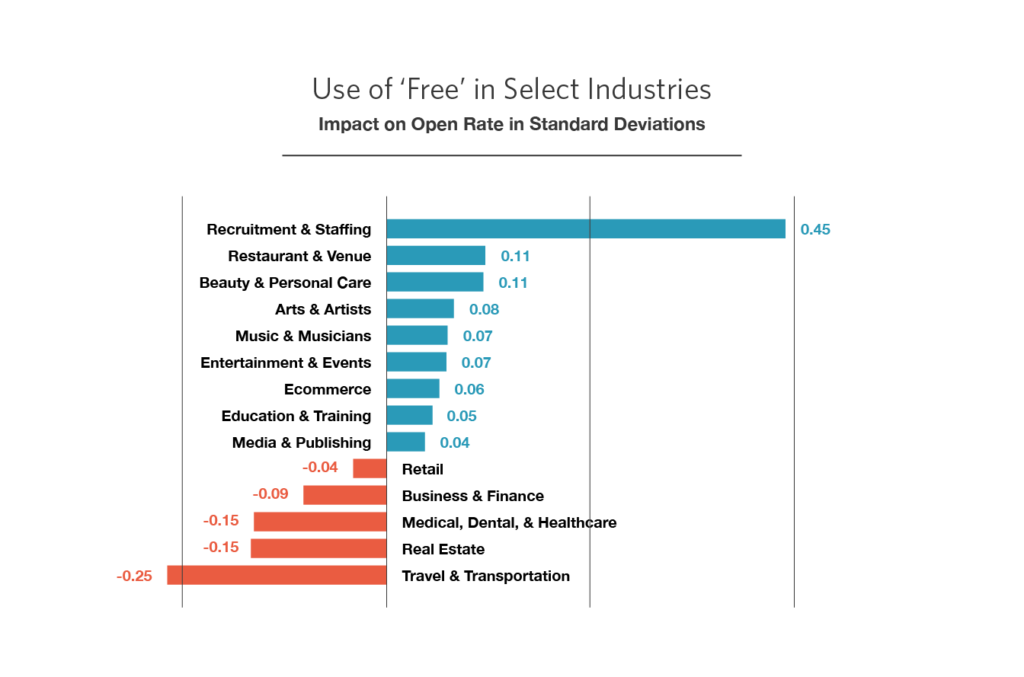 Use of ‘Free’ in Select Industries
Impact on Open Rate in Standard Deviations
Recruitment & Staffing 0.45
Restaurant & Venue 0.11
Beauty & Personal Care 0.11
Arts & Artists 0.08
Music & Musicians 0.07
Entertainment & Events 0.07
Ecommerce 0.06
Education & Training 0.05
Media & Publishing 0.04
-0.04 Retail
-0.09 Business & Finance
-0.15 Medical, Dental, & Healthcare
-0.15 Real Estate
-0.25 Travel & Transportation